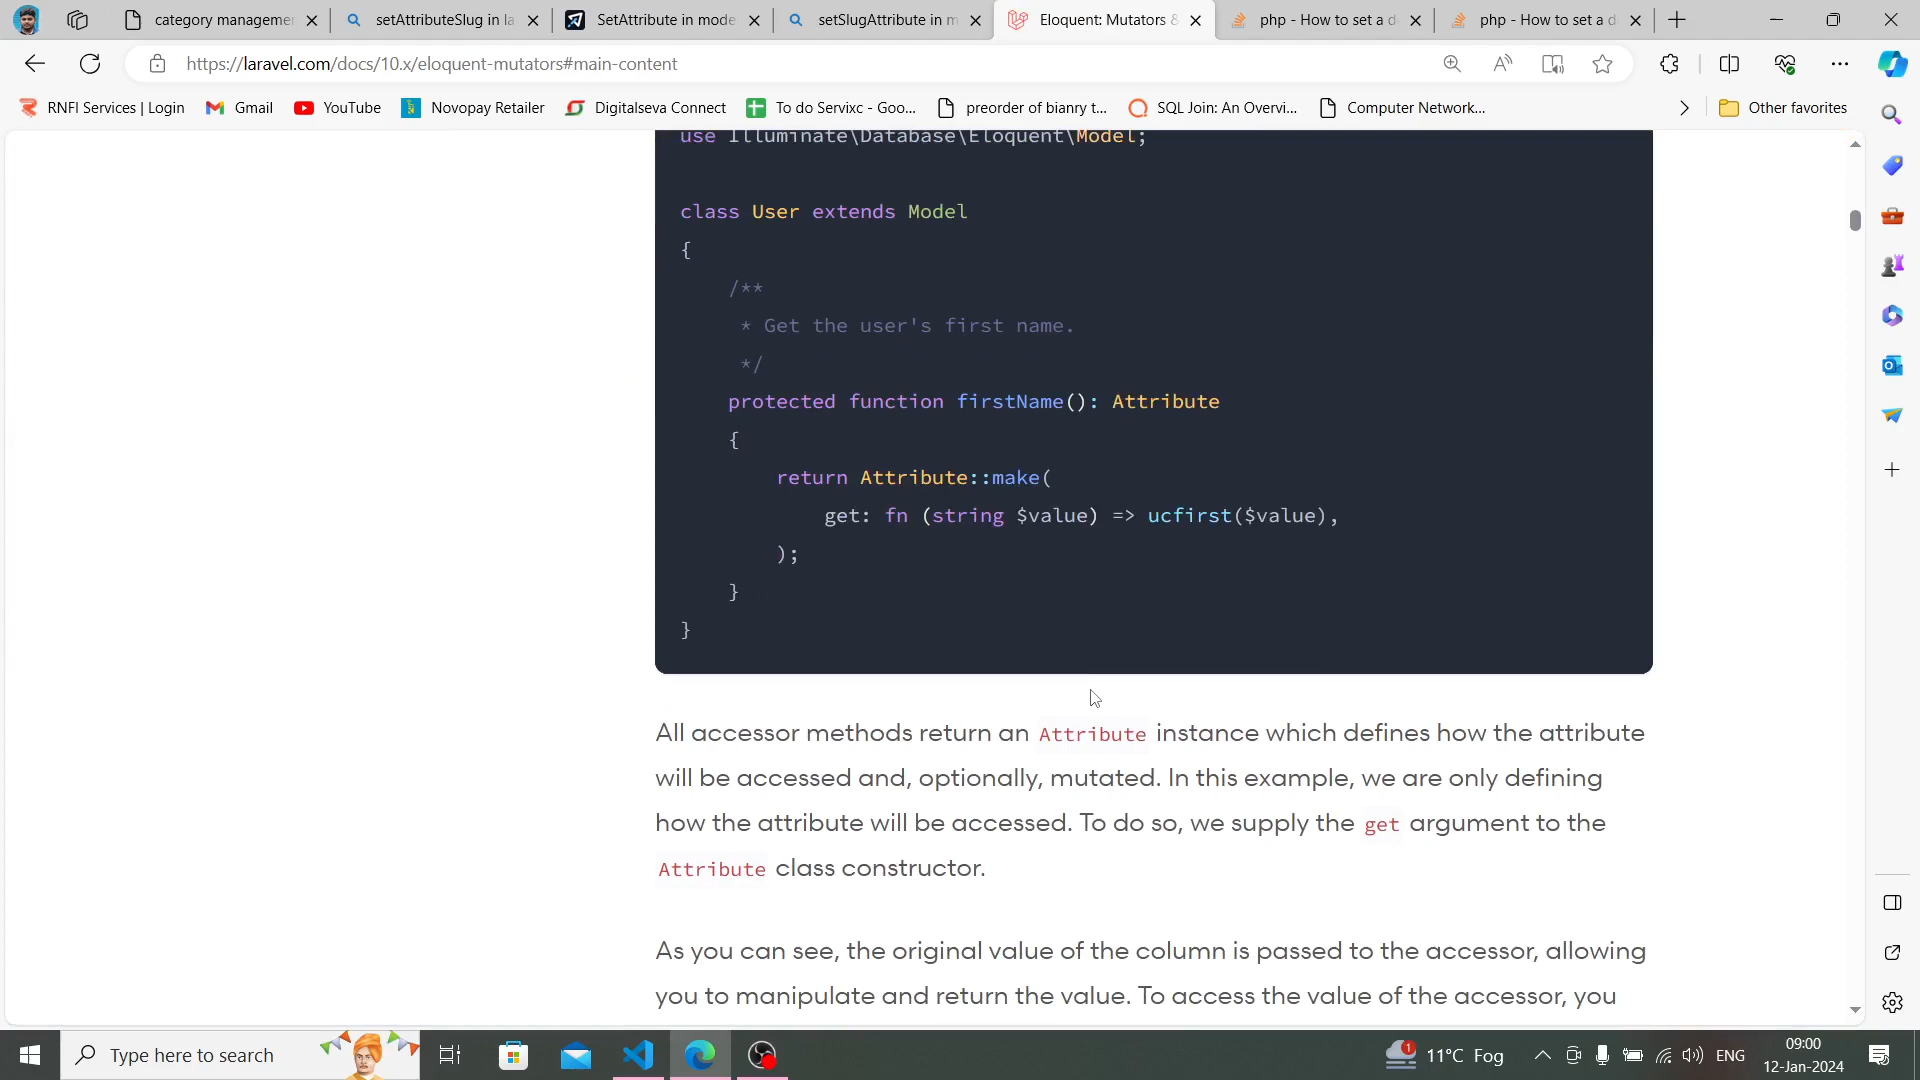 category managemen
setAttributeSlug in la
SetAttribute in mode
setSlugAttribute in m
Eloquent: Mutators &
php - How to set a d
php - How to set a d
https://laravel.com/docs/10.x/eloquent-mutators#main-content
RNFI Services | Login
Gmail
YouTube
Novopay Retailer
Digitalseva Connect
To do Servixc - Goo...
preorder of bianry t...
SQL Join: An Overvi...
Computer Network...
Other favorites
use Illuminate\Database\Eloquent\Model;
class User extends Model
{
/**
* Get the user's first name.
*/
protected function firstName(): Attribute
{
return Attribute::make(
get: fn (string $value) => ucfirst($value),
);
}
}
All accessor methods return an Attribute instance which defines how the attribute
will be accessed and, optionally, mutated. In this example, we are only defining
how the attribute will be accessed. To do so, we supply the get argument to the
Attribute class constructor.
As you can see, the original value of the column is passed to the accessor, allowing
you to manipulate and return the value. To access the value of the accessor, you
Type here to search
1
11°C Fog
ENG
09:00
12-Jan-2024